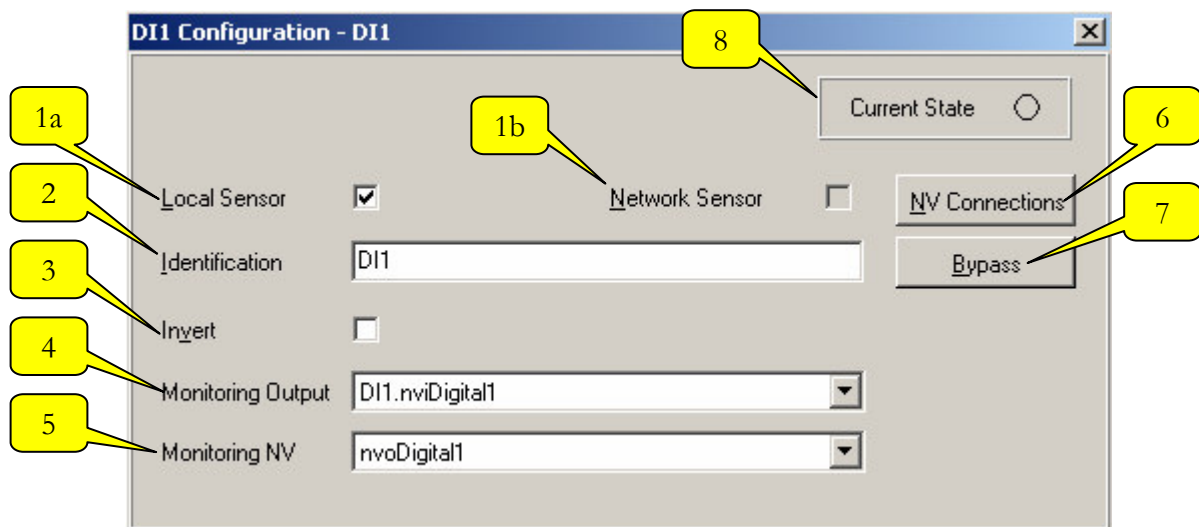 DI1 Configuration - DI1
8
Current State
1a
1b
6
Local Sensor
Network Sensor
NV Connections
2
7
Identification
DI1
Bypass
3
Invert
4
Monitoring Output
DI1.nviDigital1
5
Monitoring NV
nvoDigital1